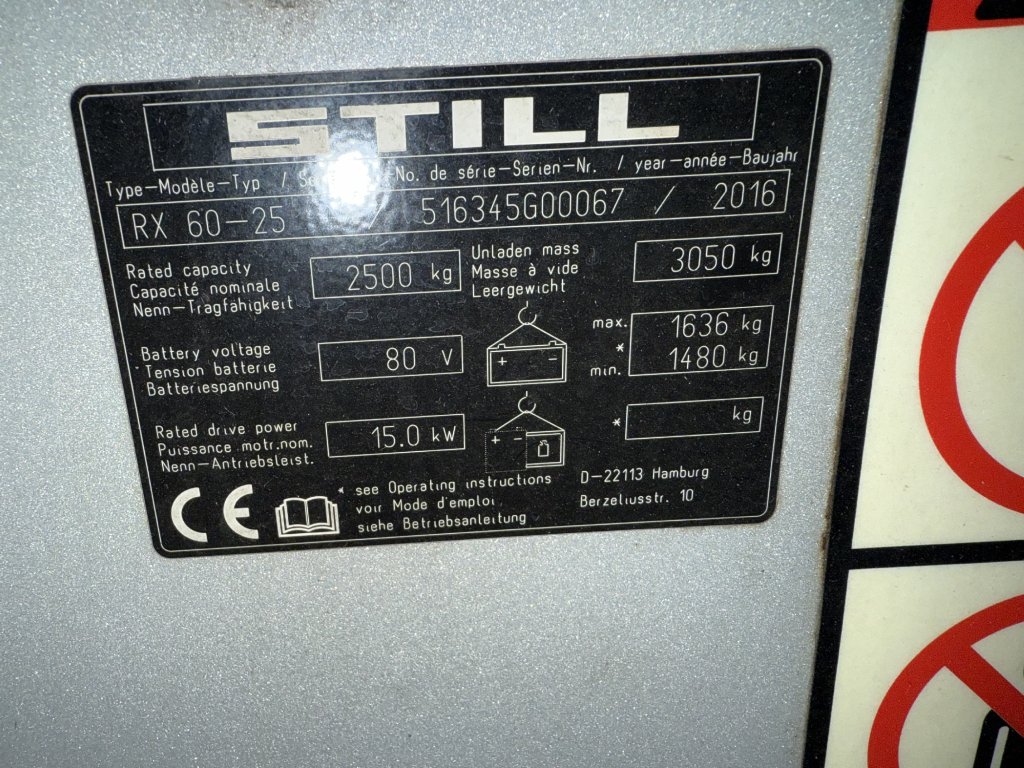 STILL
Type-Modèle-Typ / No. de série-Serien-Nr. / year-année-Baujahr
RX 60-25 / 516345G00067 / 2016
Rated capacity
Capacité nominale
Nenn-Tragfähigkeit
2500 kg
Unladen mass
Masse à vide
Leergewicht
3050 kg
Battery voltage
Tension batterie
Batteriespannung
80 V
+ -
max. 1636 kg
*
min. 1480 kg
Rated drive power
Puissance motr.nom.
Nenn-Antriebsleist.
15.0 kW
+ -
* kg
CE
* see Operating instructions
voir Mode d'emploi
siehe Betriebsanleitung
D-22113 Hamburg
Berzeliusstr. 10